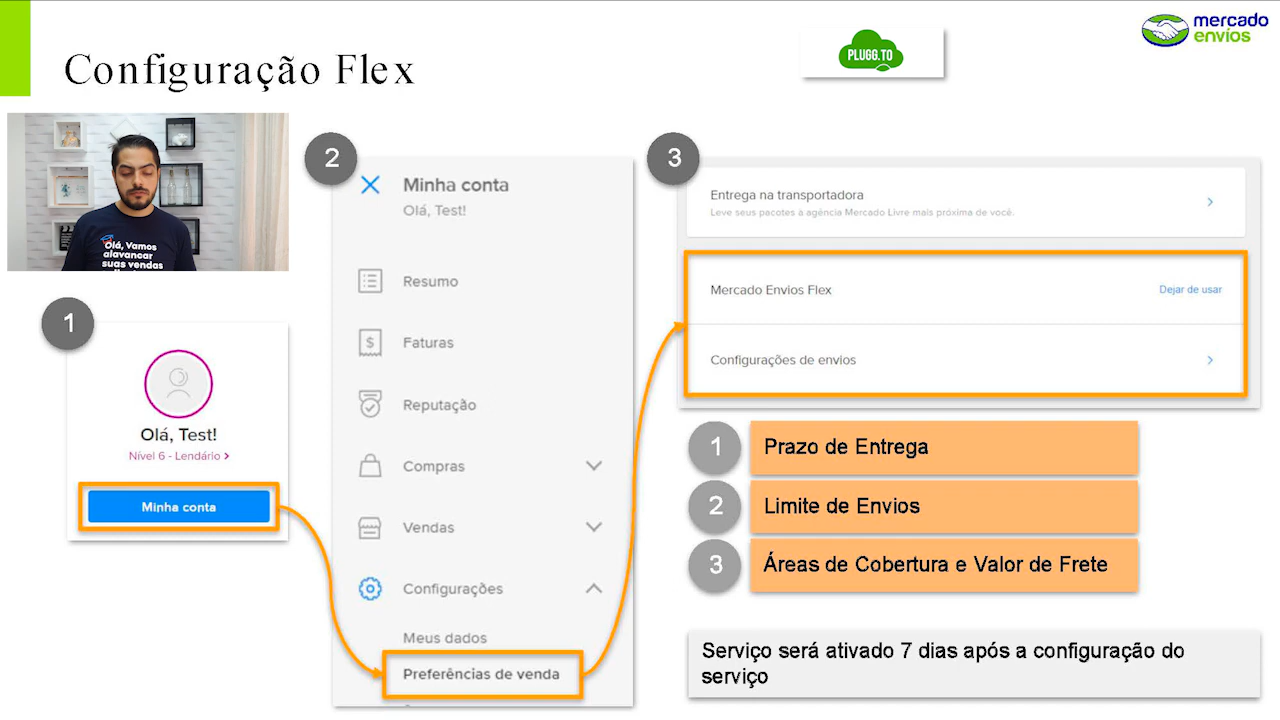 Configuração Flex
PLUGG.TO
mercado
envios
Olá, Vamos
alavancar
suas vendas
1
Olá, Test!
Nível 6 - Lendário >
Minha conta
2
Minha conta
Olá, Test!
Resumo
Faturas
Reputação
Compras
Vendas
Configurações
Meus dados
Preferências de venda
3
Entrega na transportadora
Leve seus pacotes à agência Mercado Livre mais próxima de você.
Mercado Envios Flex
Dejar de usar
Configurações de envios
1
Prazo de Entrega
2
Limite de Envios
3
Áreas de Cobertura e Valor de Frete
Serviço será ativado 7 dias após a configuração do
serviço